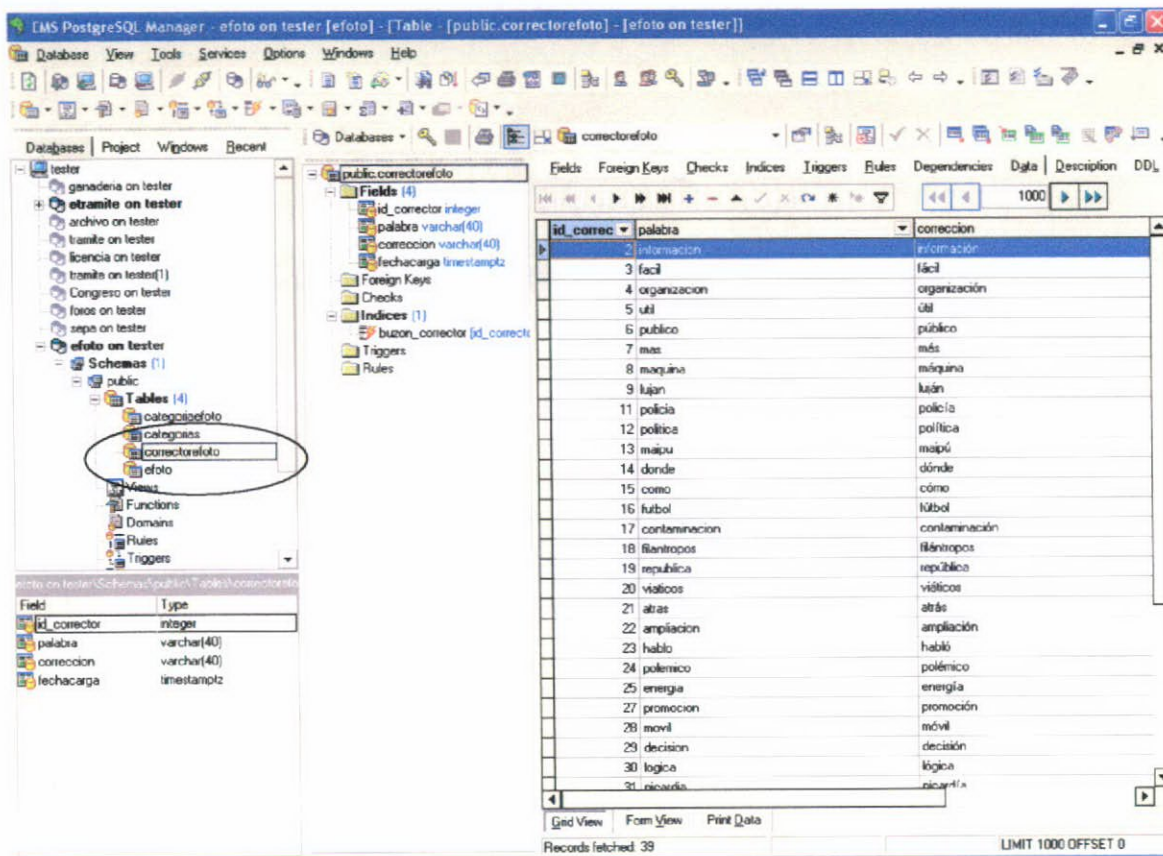 EMS PostgreSQL Manager - efoto on tester [efoto] - [Table - [public.correctorefoto] - [efoto on tester]]
Database View Tools Services Options Windows Help
Databases correctorefoto
Databases Project Windows Recent
tester
ganaderia on tester
etramite on tester
archivo on tester
tramite on tester
licencia on tester
tramite on tester(1)
Congreso on tester
foros on tester
sepa on tester
efoto on tester
Schemas (1)
public
Tables (4)
categoriaefoto
categorias
correctorefoto
efoto
Views
Functions
Domains
Rules
Triggers
efoto on tester\Schemas\public\Tables\correctorefoto
Field Type
id_corrector integer
palabra varchar(40)
correccion varchar(40)
fechacarga timestamptz
public.correctorefoto
Fields (4)
id_corrector integer
palabra varchar(40)
correccion varchar(40)
fechacarga timestamptz
Foreign Keys
Checks
Indices (1)
buzon_corrector (id_correcto
Triggers
Rules
Fields Foreign Keys Checks Indices Triggers Rules Dependencies Data Description DDL
1000
id_correc palabra correccion
2 informacion información
3 facil fácil
4 organizacion organización
5 util útil
6 publico público
7 mas más
8 maquina máquina
9 lujan luján
11 policia policía
12 politica política
13 maipu maipú
14 donde dónde
15 como cómo
16 futbol fútbol
17 contaminacion contaminación
18 filantropos filántropos
19 republica república
20 viaticos viáticos
21 atras atrás
22 ampliacion ampliación
23 hablo habló
24 polemico polémico
25 energia energía
27 promocion promoción
28 movil móvil
29 decision decisión
30 logica lógica
31 picardia picardía
Grid View Form View Print Data
Records fetched: 39 LIMIT 1000 OFFSET 0